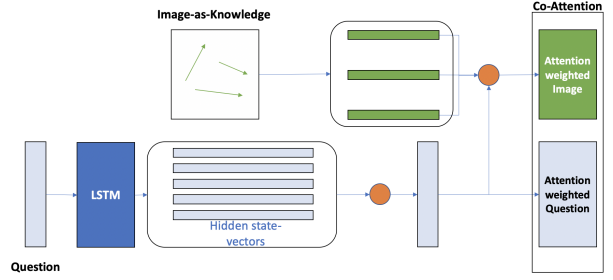 Co-Attention
Image-as-Knowledge
Attention
weighted
Image
LSTM
Hidden state-
vectors
Attention
weighted
Question
Question